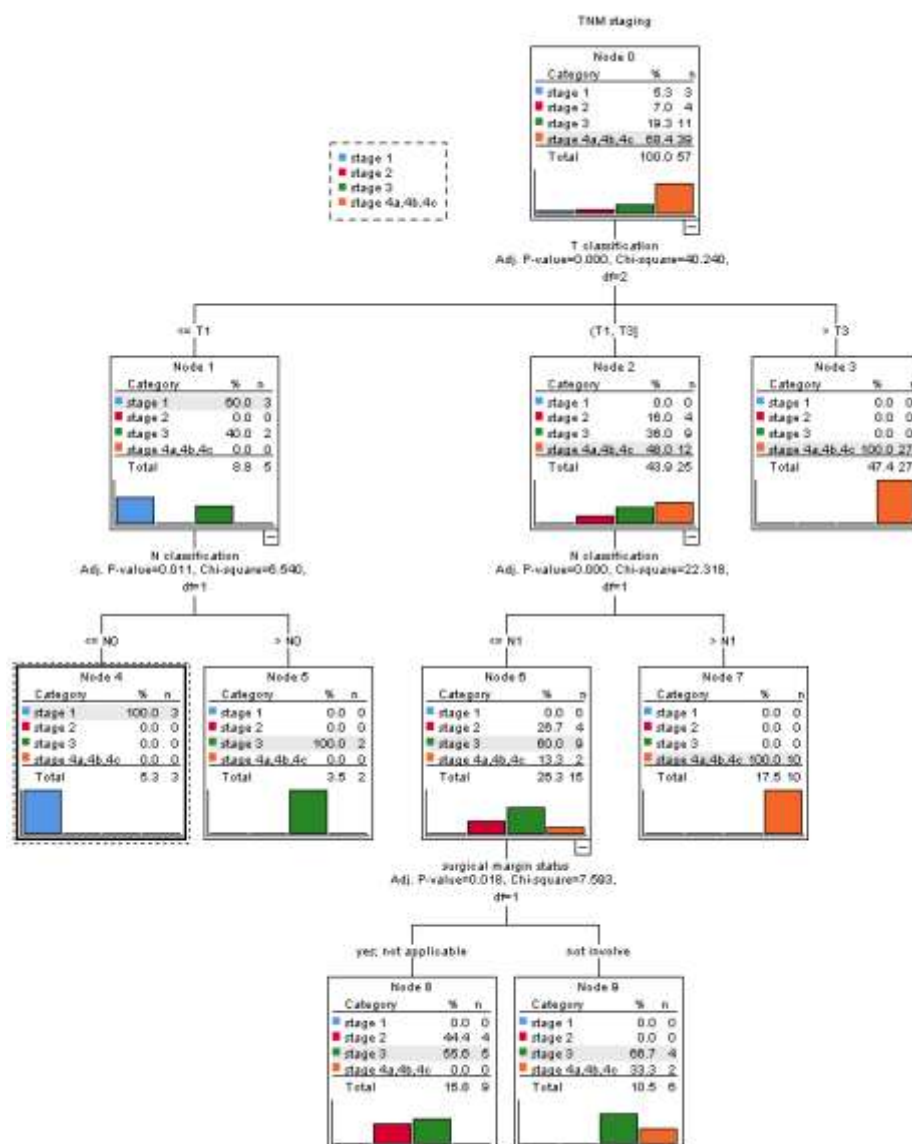 TNM staging
Node 0
Category % n
stage 1 5.3 3
stage 2 7.0 4
stage 3 19.3 11
stage 4a,4b,4c 68.4 39
Total 100.0 57
stage 1
stage 2
stage 3
stage 4a,4b,4c
T classification
Adj. P-value=0.000, Chi-square=40.240,
df=2
<= T1
(T1, T3]
> T3
Node 1
Category % n
stage 1 60.0 3
stage 2 0.0 0
stage 3 40.0 2
stage 4a,4b,4c 0.0 0
Total 8.8 5
Node 2
Category % n
stage 1 0.0 0
stage 2 16.0 4
stage 3 36.0 9
stage 4a,4b,4c 48.0 12
Total 43.9 25
Node 3
Category % n
stage 1 0.0 0
stage 2 0.0 0
stage 3 0.0 0
stage 4a,4b,4c 100.0 27
Total 47.4 27
N classification
Adj. P-value=0.011, Chi-square=6.540,
df=1
N classification
Adj. P-value=0.000, Chi-square=22.318,
df=1
<= N0
> N0
<= N1
> N1
Node 4
Category % n
stage 1 100.0 3
stage 2 0.0 0
stage 3 0.0 0
stage 4a,4b,4c 0.0 0
Total 5.3 3
Node 5
Category % n
stage 1 0.0 0
stage 2 0.0 0
stage 3 100.0 2
stage 4a,4b,4c 0.0 0
Total 3.5 2
Node 6
Category % n
stage 1 0.0 0
stage 2 26.7 4
stage 3 60.0 9
stage 4a,4b,4c 13.3 2
Total 26.3 15
Node 7
Category % n
stage 1 0.0 0
stage 2 0.0 0
stage 3 0.0 0
stage 4a,4b,4c 100.0 10
Total 17.5 10
surgical margin status
Adj. P-value=0.018, Chi-square=7.593,
df=1
yes; not applicable
not involve
Node 8
Category % n
stage 1 0.0 0
stage 2 44.4 4
stage 3 55.6 5
stage 4a,4b,4c 0.0 0
Total 15.8 9
Node 9
Category % n
stage 1 0.0 0
stage 2 0.0 0
stage 3 66.7 4
stage 4a,4b,4c 33.3 2
Total 10.5 6